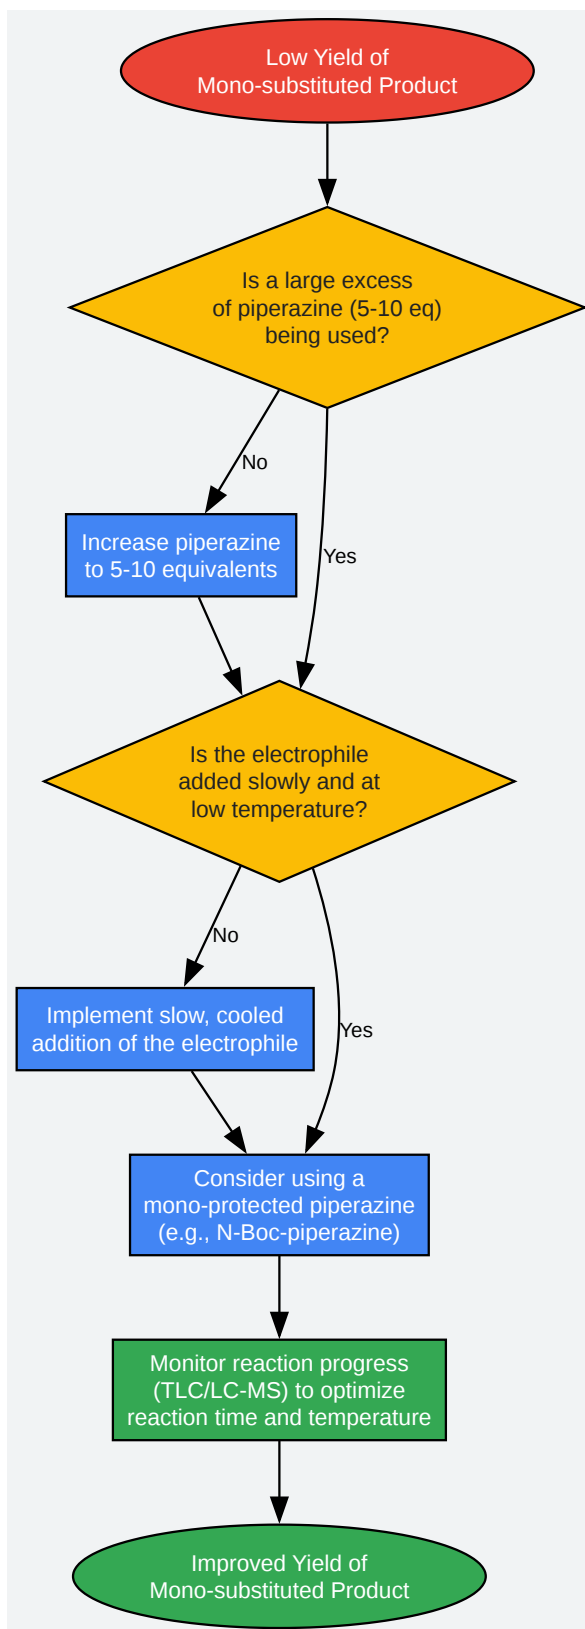 Low Yield of
Mono-substituted Product
Is a large excess
of piperazine (5-10 eq)
being used?
No
Increase piperazine
to 5-10 equivalents
Yes
Is the electrophile
added slowly and at
low temperature?
No
Implement slow, cooled
addition of the electrophile
Yes
Consider using a
mono-protected piperazine
(e.g., N-Boc-piperazine)
Monitor reaction progress
(TLC/LC-MS) to optimize
reaction time and temperature
Improved Yield of
Mono-substituted Product